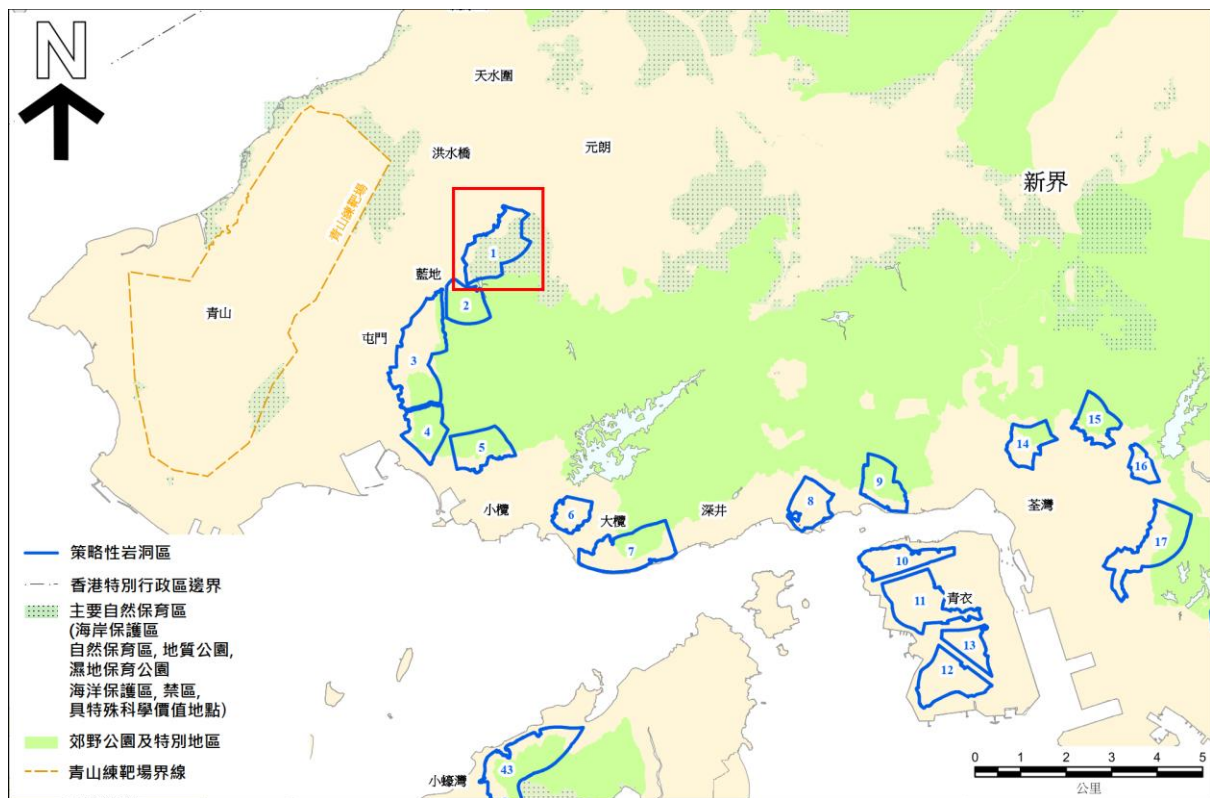 N
天水圍
洪水橋
元朗
新界
青山練靶場
1
藍地
2
青山
屯門
3
4
5
15
14
16
9
小欖
6
大欖
深井
8
荃灣
7
17
10
11
青衣
13
12
小蠔灣
43
策略性岩洞區
香港特別行政區邊界
主要自然保育區
(海岸保護區
自然保育區, 地質公園,
濕地保育公園
海洋保護區, 禁區,
具特殊科學價值地點)
郊野公園及特別地區
青山練靶場界線
0 1 2 3 4 5
公里